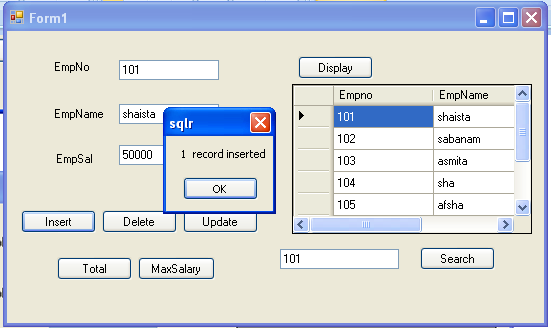 Form1
EmpNo
101
EmpName
shaista
EmpSal
50000
sqlr
1 record inserted
OK
Insert
Delete
Update
Total
MaxSalary
Display
Empno EmpName
101 shaista
102 sabanam
103 asmita
104 sha
105 afsha
101
Search